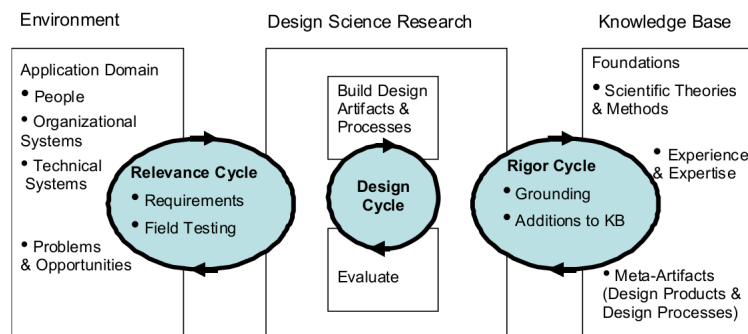 Environment
Design Science Research
Knowledge Base
Application Domain
• People
• Organizational
Systems
• Technical
Systems
• Problems
& Opportunities
Relevance Cycle
• Requirements
• Field Testing
Build Design
Artifacts &
Processes
Design
Cycle
Evaluate
Rigor Cycle
• Grounding
• Additions to KB
Foundations
• Scientific Theories
& Methods
• Experience
& Expertise
• Meta-Artifacts
(Design Products &
Design Processes)